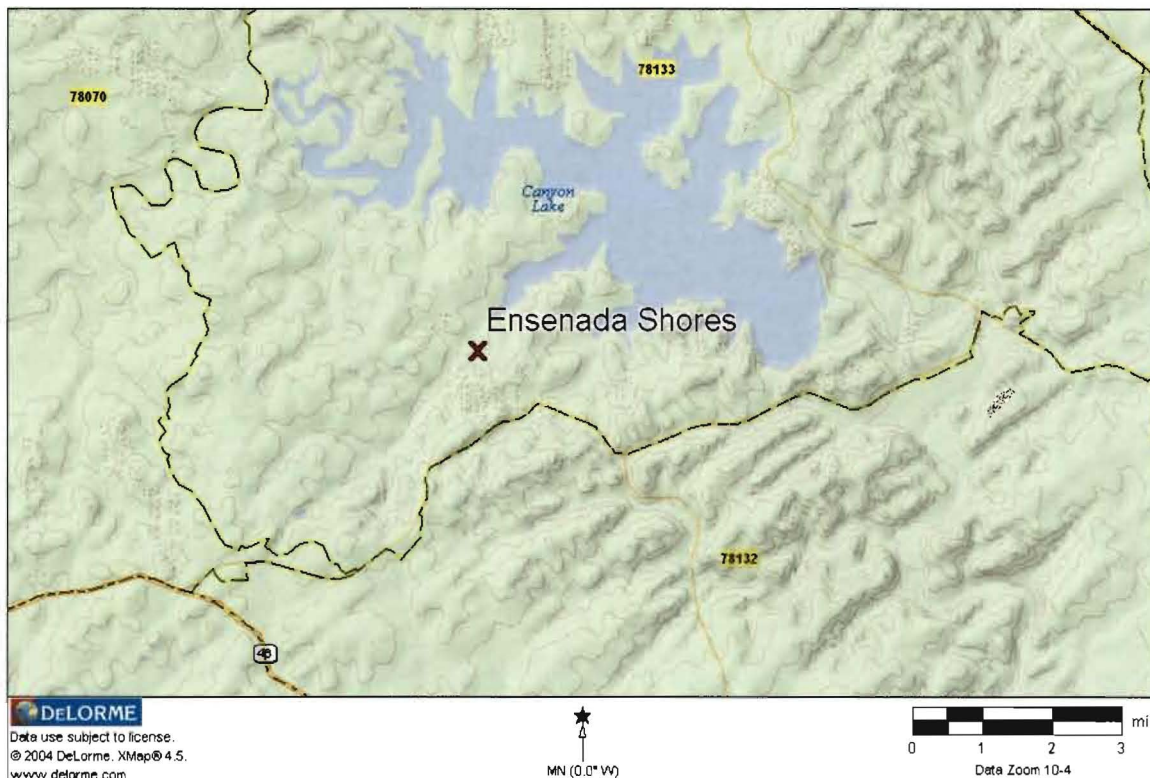 78133
78070
Canyon
Lake
Ensenada Shores
78132
46
DELORME
Data use subject to license.
© 2004 DeLorme. XMap® 4.5.
www.delorme.com
MN (0.0° W)
mi
0 1 2 3
Data Zoom 10-4